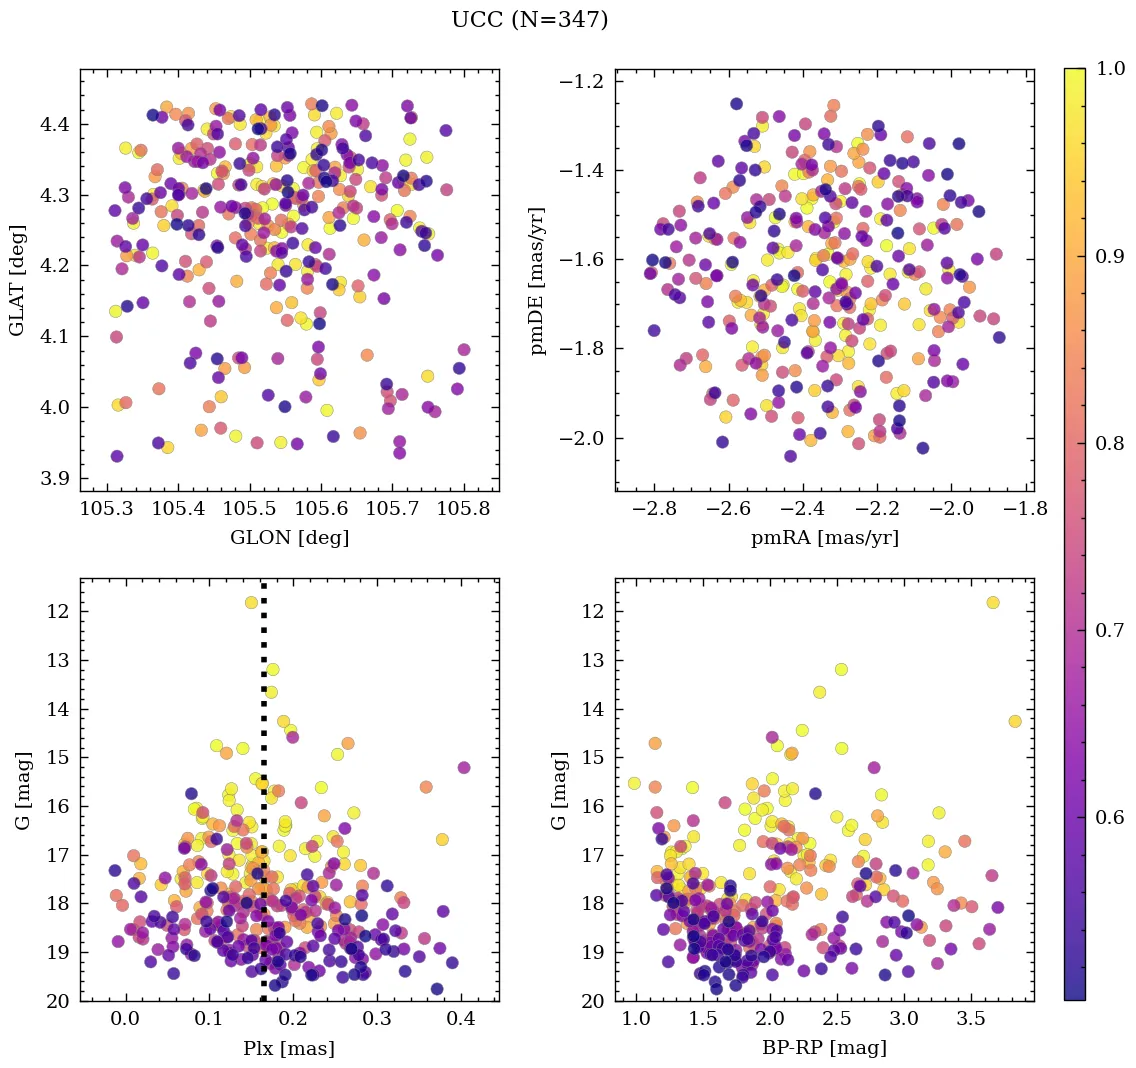 UCC (N=347)
4.4
4.3
4.2
4.1
4.0
3.9
GLAT [deg]
105.3 105.4 105.5 105.6 105.7 105.8
GLON [deg]
−1.2
−1.4
−1.6
−1.8
−2.0
pmDE [mas/yr]
−2.8 −2.6 −2.4 −2.2 −2.0 −1.8
pmRA [mas/yr]
12
13
14
15
16
17
18
19
20
G [mag]
0.0 0.1 0.2 0.3 0.4
Plx [mas]
12
13
14
15
16
17
18
19
20
G [mag]
1.0 1.5 2.0 2.5 3.0 3.5
BP-RP [mag]
1.0
0.9
0.8
0.7
0.6